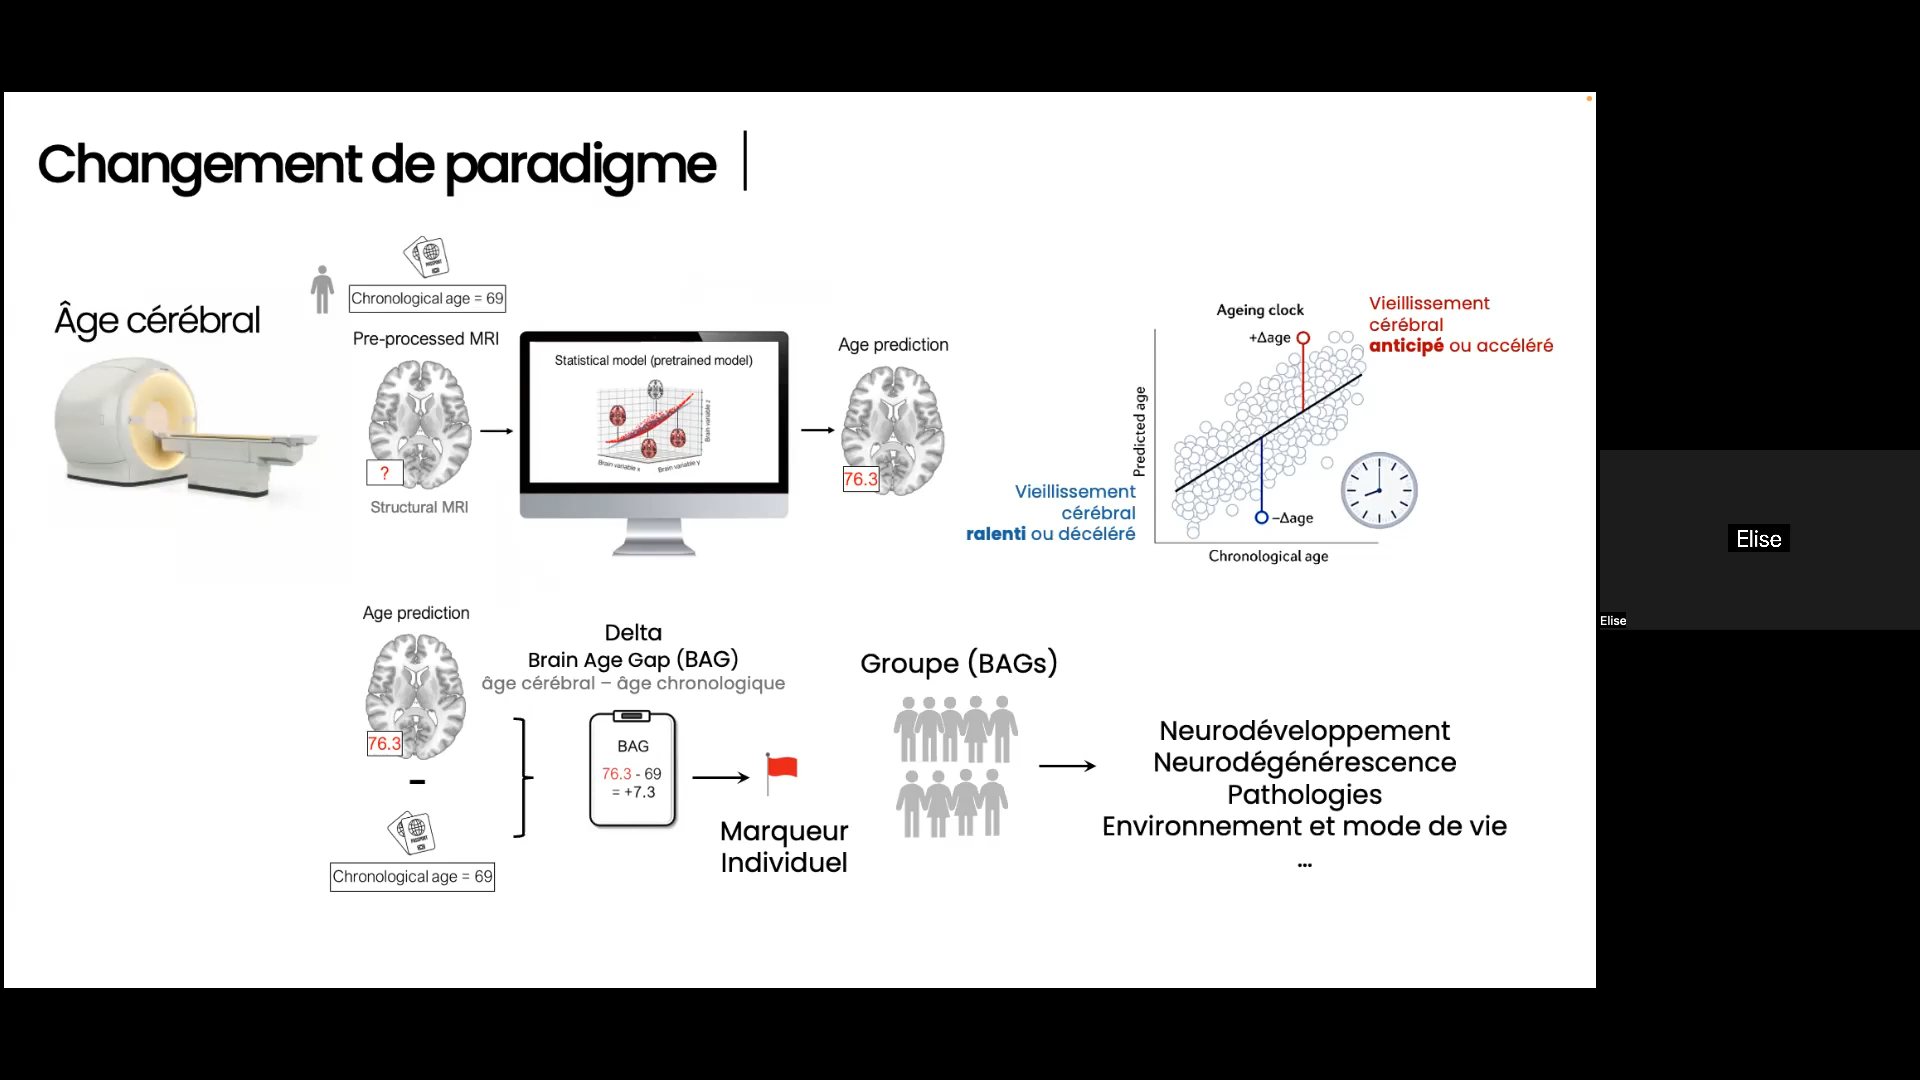 Changement de paradigme
Âge cérébral
PASSPORT
Chronological age = 69
Pre-processed MRI
?
Structural MRI
Statistical model (pretrained model)
Brain variable x
Brain variable y
Brain variable z
Age prediction
76.3
Ageing clock
+Δage
−Δage
Predicted age
Chronological age
Vieillissement
cérébral
anticipé ou accéléré
Vieillissement
cérébral
ralenti ou décéléré
Age prediction
76.3
-
PASSPORT
Chronological age = 69
Delta
Brain Age Gap (BAG)
âge cérébral – âge chronologique
BAG
76.3 - 69
= +7.3
Marqueur
Individuel
Groupe (BAGs)
Neurodéveloppement
Neurodégénérescence
Pathologies
Environnement et mode de vie
...
Elise
Elise